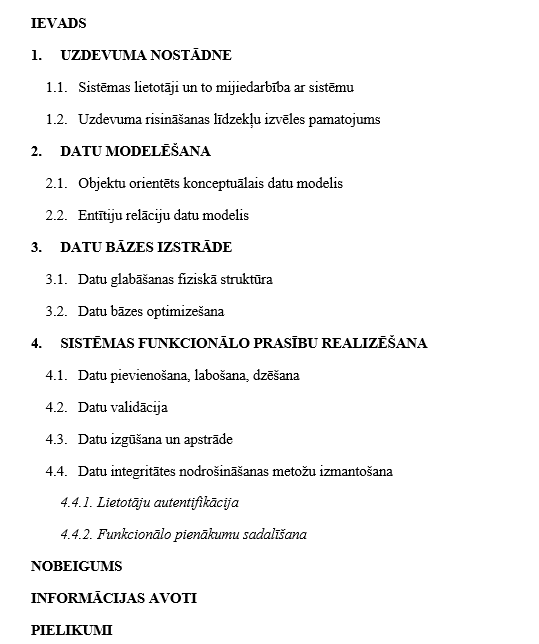 IEVADS
1. UZDEVUMA NOSTĀDNE
1.1. Sistēmas lietotāji un to mijiedarbība ar sistēmu
1.2. Uzdevuma risināšanas līdzekļu izvēles pamatojums
2. DATU MODELĒŠANA
2.1. Objektu orientēts konceptuālais datu modelis
2.2. Entītiju relāciju datu modelis
3. DATU BĀZES IZSTRĀDE
3.1. Datu glabāšanas fiziskā struktūra
3.2. Datu bāzes optimizešana
4. SISTĒMAS FUNKCIONĀLO PRASĪBU REALIZĒŠANA
4.1. Datu pievienošana, labošana, dzēšana
4.2. Datu validācija
4.3. Datu izgūšana un apstrāde
4.4. Datu integritātes nodrošināšanas metožu izmantošana
4.4.1. Lietotāju autentifikācija
4.4.2. Funkcionālo pienākumu sadalīšana
NOBEIGUMS
INFORMĀCIJAS AVOTI
PIELIKUMI